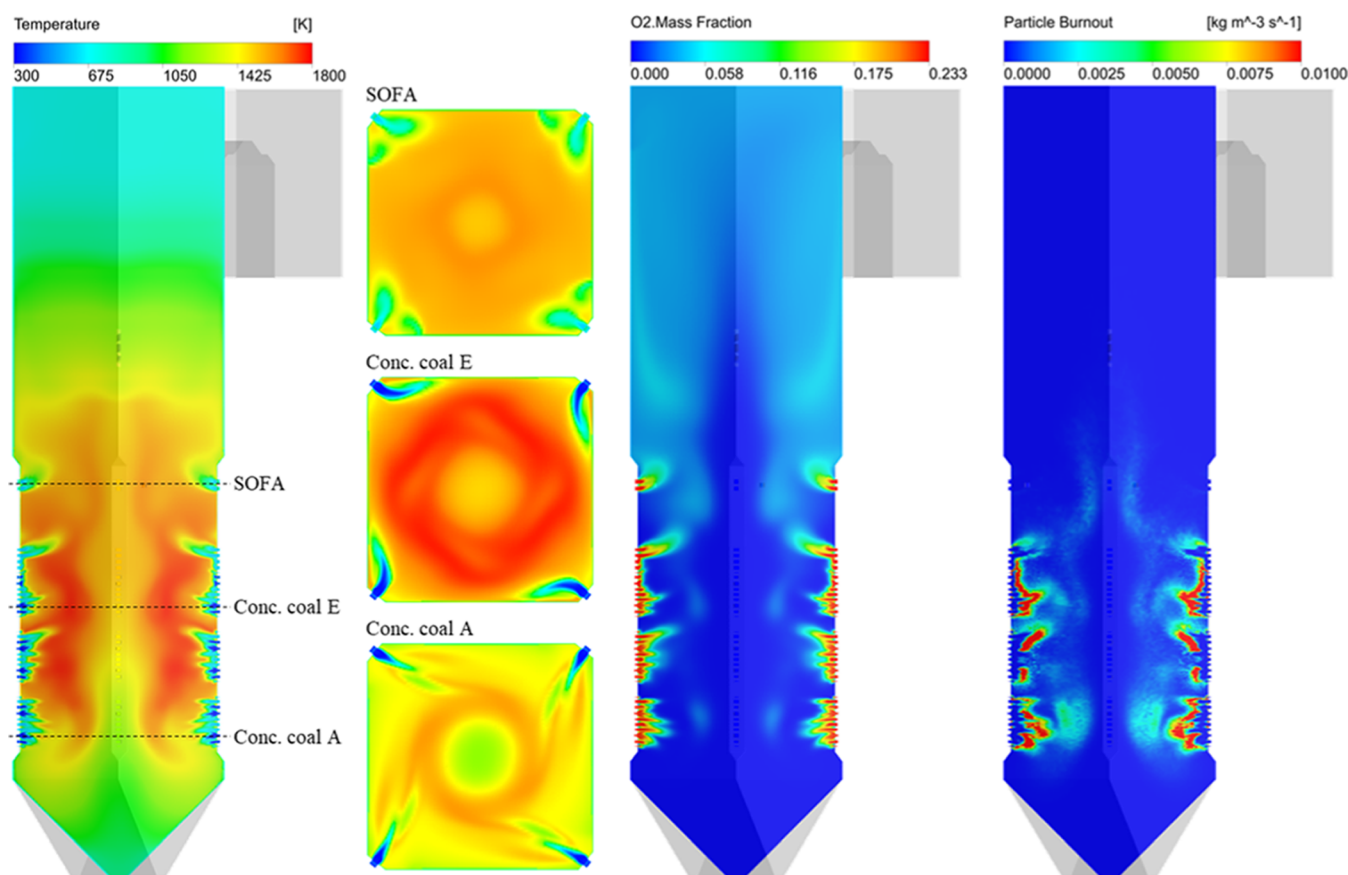 Temperature [K]
300 675 1050 1425 1800
SOFA
Conc. coal E
Conc. coal A
SOFA
Conc. coal E
Conc. coal A
O2.Mass Fraction
0.000 0.058 0.116 0.175 0.233
Particle Burnout [kg m^-3 s^-1]
0.0000 0.0025 0.0050 0.0075 0.0100